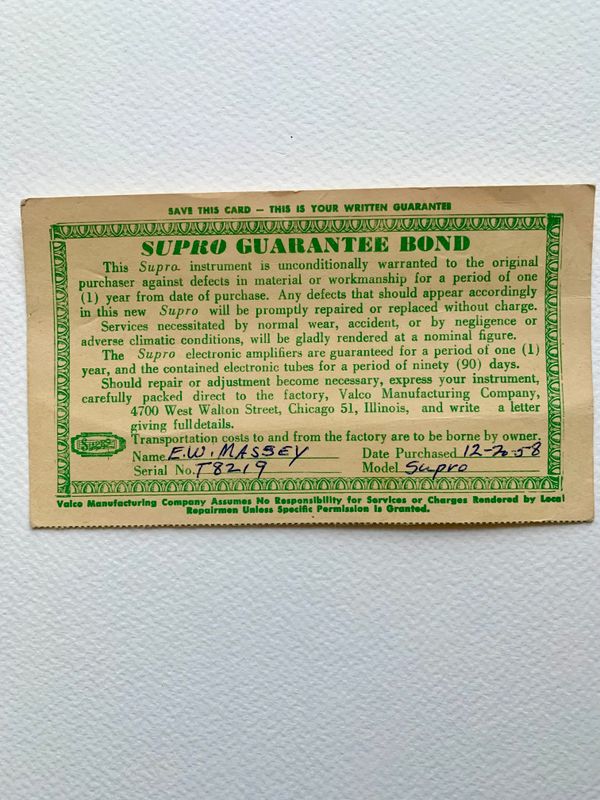 SAVE THIS CARD — THIS IS YOUR WRITTEN GUARANTEE
SUPRO GUARANTEE BOND
This Supro instrument is unconditionally warranted to the original
purchaser against defects in material or workmanship for a period of one
(1) year from date of purchase. Any defects that should appear accordingly
in this new Supro will be promptly repaired or replaced without charge.
Services necessitated by normal wear, accident, or by negligence or
adverse climatic conditions, will be gladly rendered at a nominal figure.
The Supro electronic amplifiers are guaranteed for a period of one (1)
year, and the contained electronic tubes for a period of ninety (90) days.
Should repair or adjustment become necessary, express your instrument,
carefully packed direct to the factory, Valco Manufacturing Company,
4700 West Walton Street, Chicago 51, Illinois, and write a letter
giving full details.
Transportation costs to and from the factory are to be borne by owner.
Supro
Name E.W. MASSEY Date Purchased 12-20-58
Serial No. T8219 Model Supro
Valco Manufacturing Company Assumes No Responsibility for Services or Charges Rendered by Local
Repairmen Unless Specific Permission is Granted.